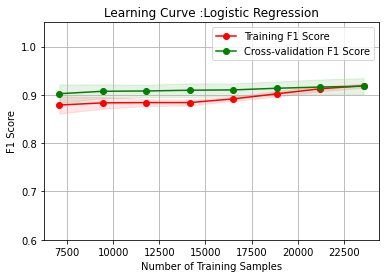 Learning Curve :Logistic Regression
Training F1 Score
Cross-validation F1 Score
F1 Score
1.0
0.9
0.8
0.7
0.6
7500 10000 12500 15000 17500 20000 22500
Number of Training Samples